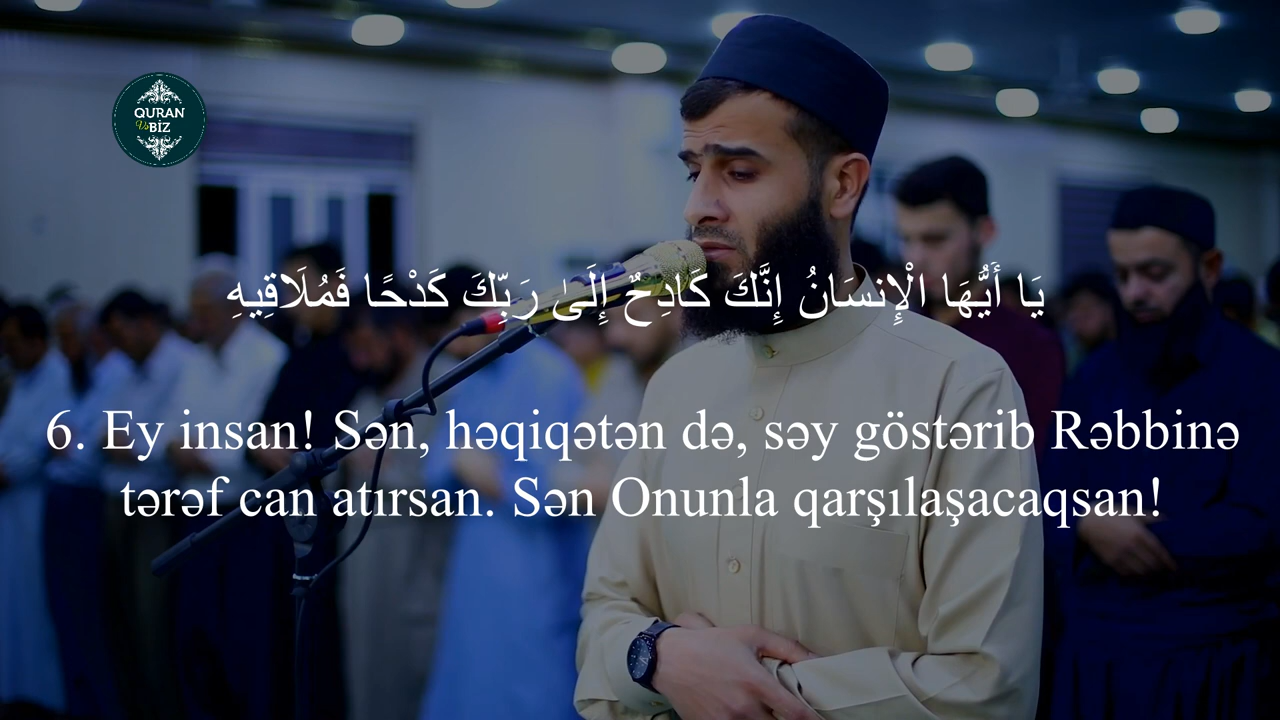 QURAN
Və BİZ
يَا أَيُّهَا الْإِنسَانُ إِنَّكَ كَادِحٌ إِلَىٰ رَبِّكَ كَدْحًا فَمُلَاقِيهِ
6. Ey insan! Sən, həqiqətən də, səy göstərib Rəbbinə
tərəf can atırsan. Sən Onunla qarşılaşacaqsan!